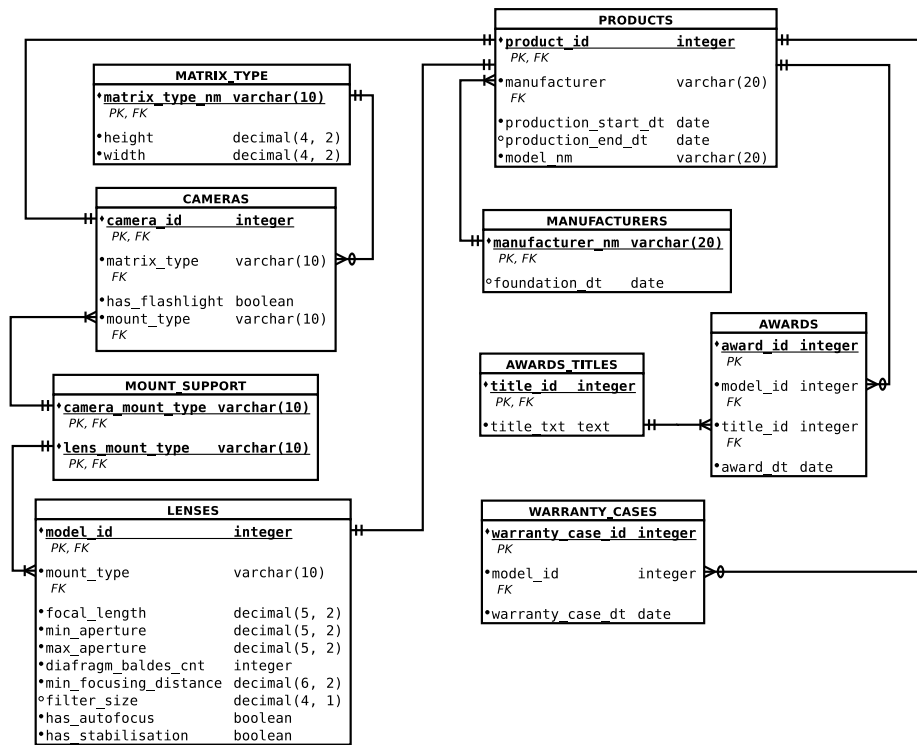 PRODUCTS
product_id integer
PK, FK
manufacturer varchar(20)
FK
production_start_dt date
production_end_dt date
model_nm varchar(20)
MATRIX_TYPE
matrix_type_nm varchar(10)
PK, FK
height decimal(4, 2)
width decimal(4, 2)
CAMERAS
camera_id integer
PK, FK
matrix_type varchar(10)
FK
has_flashlight boolean
mount_type varchar(10)
FK
MANUFACTURERS
manufacturer_nm varchar(20)
PK, FK
foundation_dt date
AWARDS
award_id integer
PK
model_id integer
FK
title_id integer
FK
award_dt date
AWARDS_TITLES
title_id integer
PK, FK
title_txt text
MOUNT_SUPPORT
camera_mount_type varchar(10)
PK, FK
lens_mount_type varchar(10)
PK, FK
LENSES
model_id integer
PK, FK
mount_type varchar(10)
FK
focal_length decimal(5, 2)
min_aperture decimal(5, 2)
max_aperture decimal(5, 2)
diafragm_baldes_cnt integer
min_focusing_distance decimal(6, 2)
filter_size decimal(4, 1)
has_autofocus boolean
has_stabilisation boolean
WARRANTY_CASES
warranty_case_id integer
PK
model_id integer
FK
warranty_case_dt date